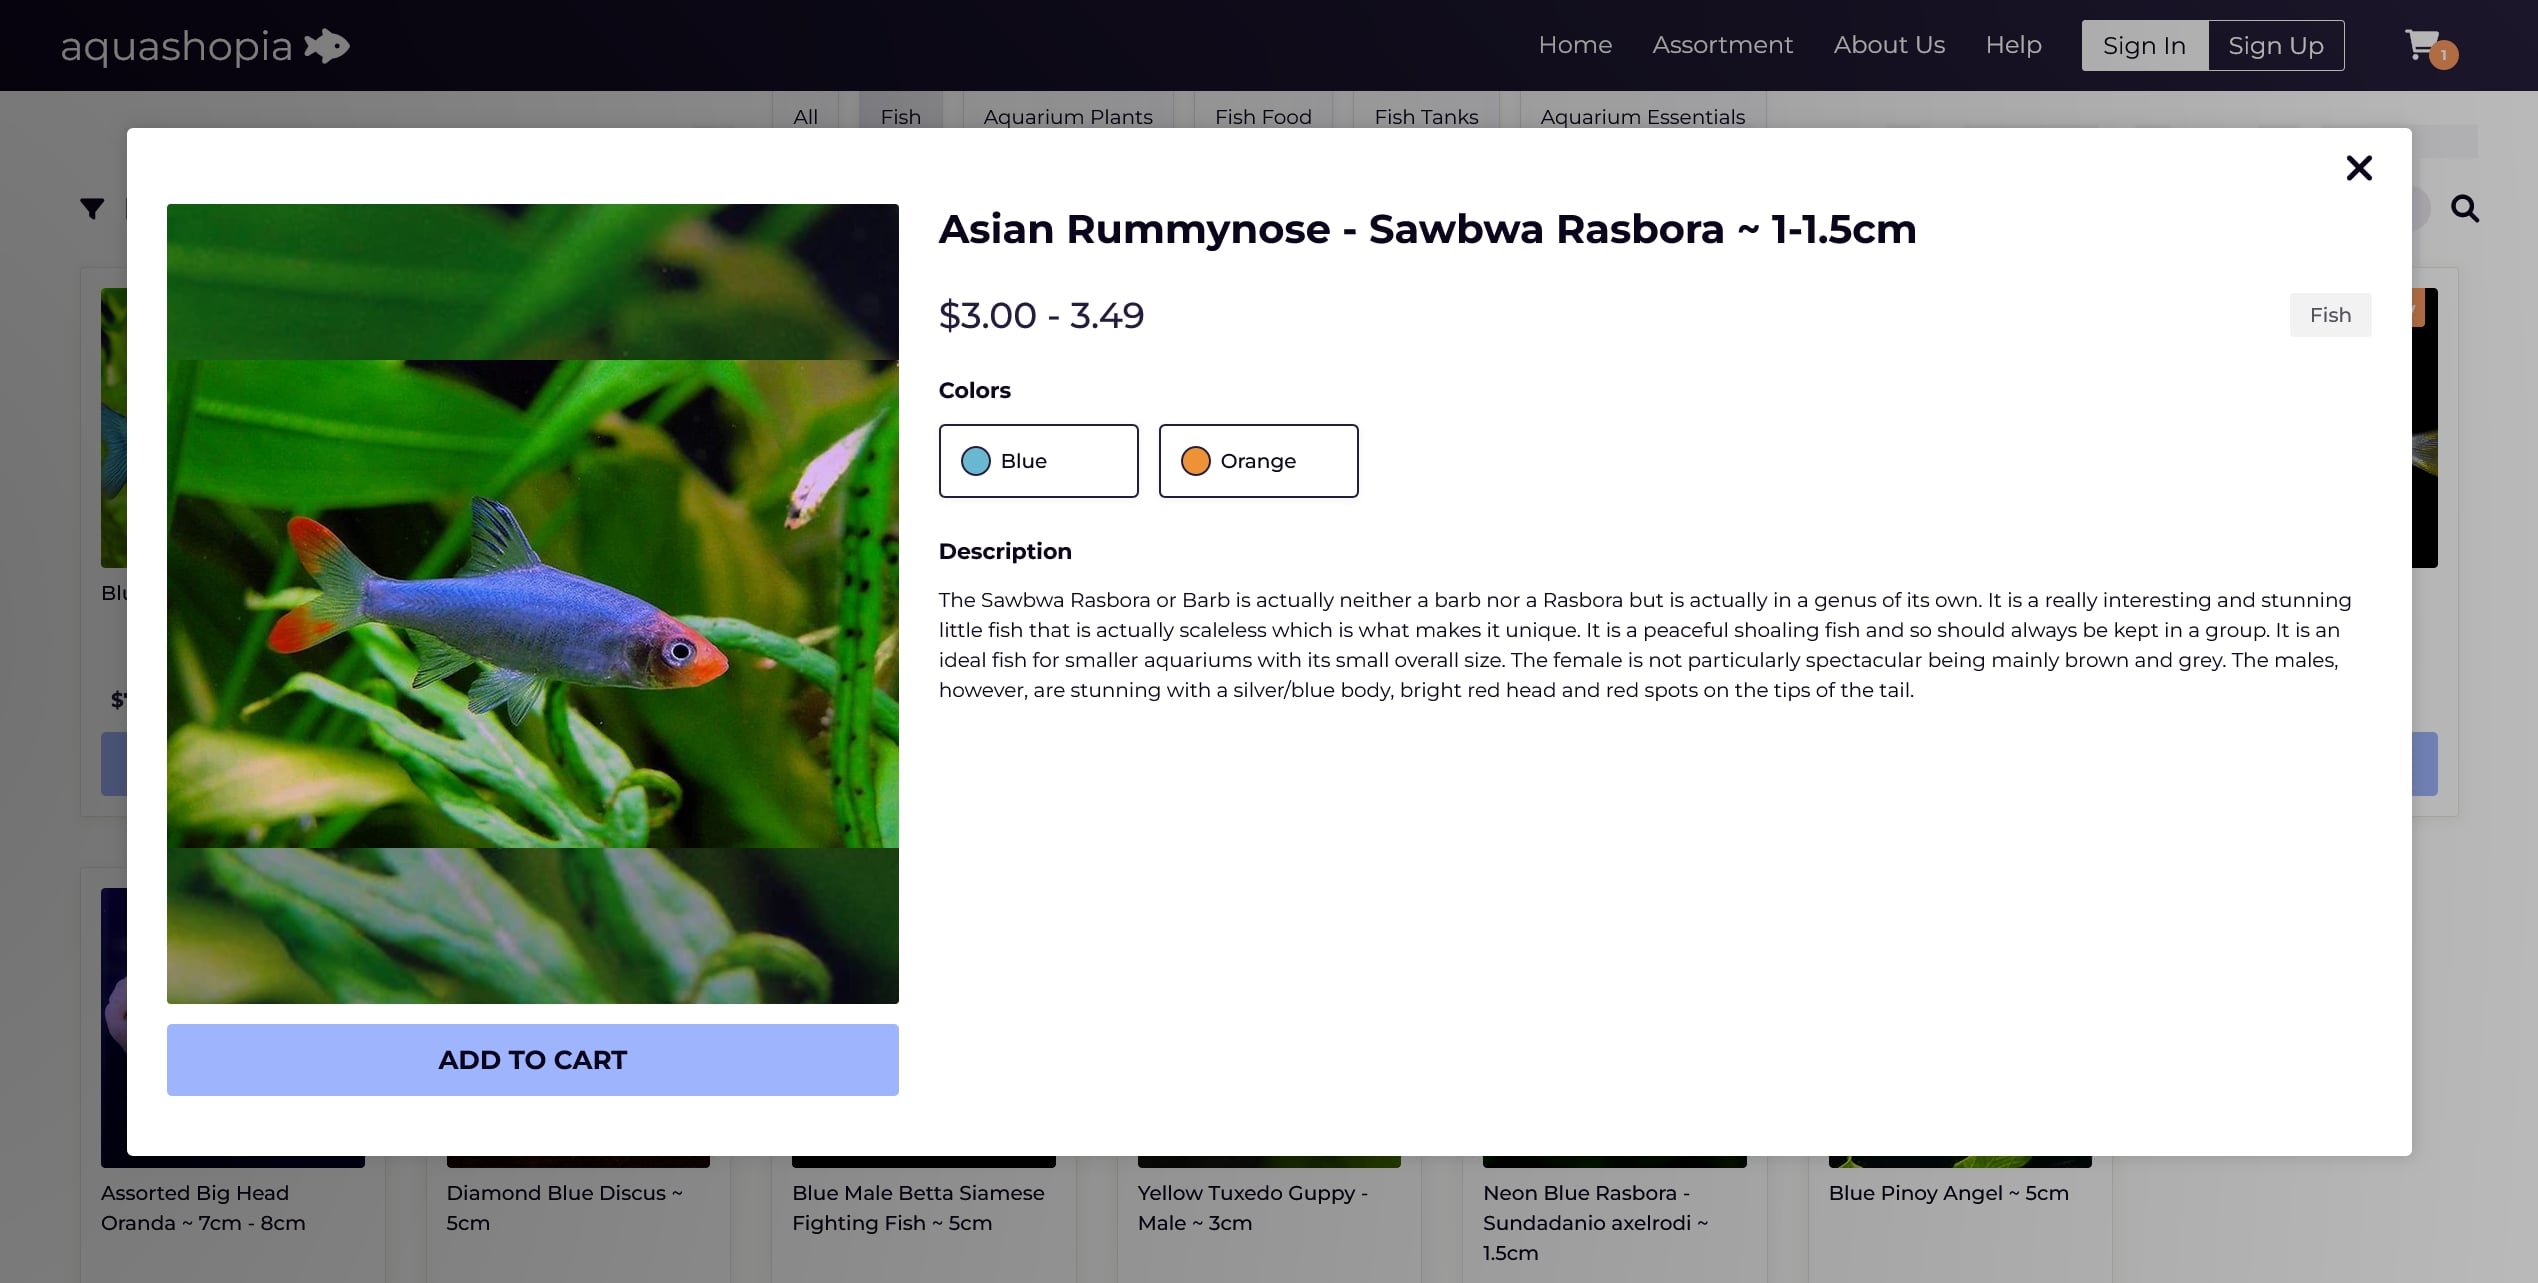 aquashopia
Home
Assortment
About Us
Help
Sign In
Sign Up
1
All
Fish
Aquarium Plants
Fish Food
Fish Tanks
Aquarium Essentials
Asian Rummynose - Sawbwa Rasbora ~ 1-1.5cm
$3.00 - 3.49
Fish
Colors
Blue
Orange
Description
The Sawbwa Rasbora or Barb is actually neither a barb nor a Rasbora but is actually in a genus of its own. It is a really interesting and stunning
little fish that is actually scaleless which is what makes it unique. It is a peaceful shoaling fish and so should always be kept in a group. It is an
ideal fish for smaller aquariums with its small overall size. The female is not particularly spectacular being mainly brown and grey. The males,
however, are stunning with a silver/blue body, bright red head and red spots on the tips of the tail.
ADD TO CART
Assorted Big Head
Oranda ~ 7cm - 8cm
Diamond Blue Discus ~
5cm
Blue Male Betta Siamese
Fighting Fish ~ 5cm
Yellow Tuxedo Guppy -
Male ~ 3cm
Neon Blue Rasbora -
Sundadanio axelrodi ~
1.5cm
Blue Pinoy Angel ~ 5cm